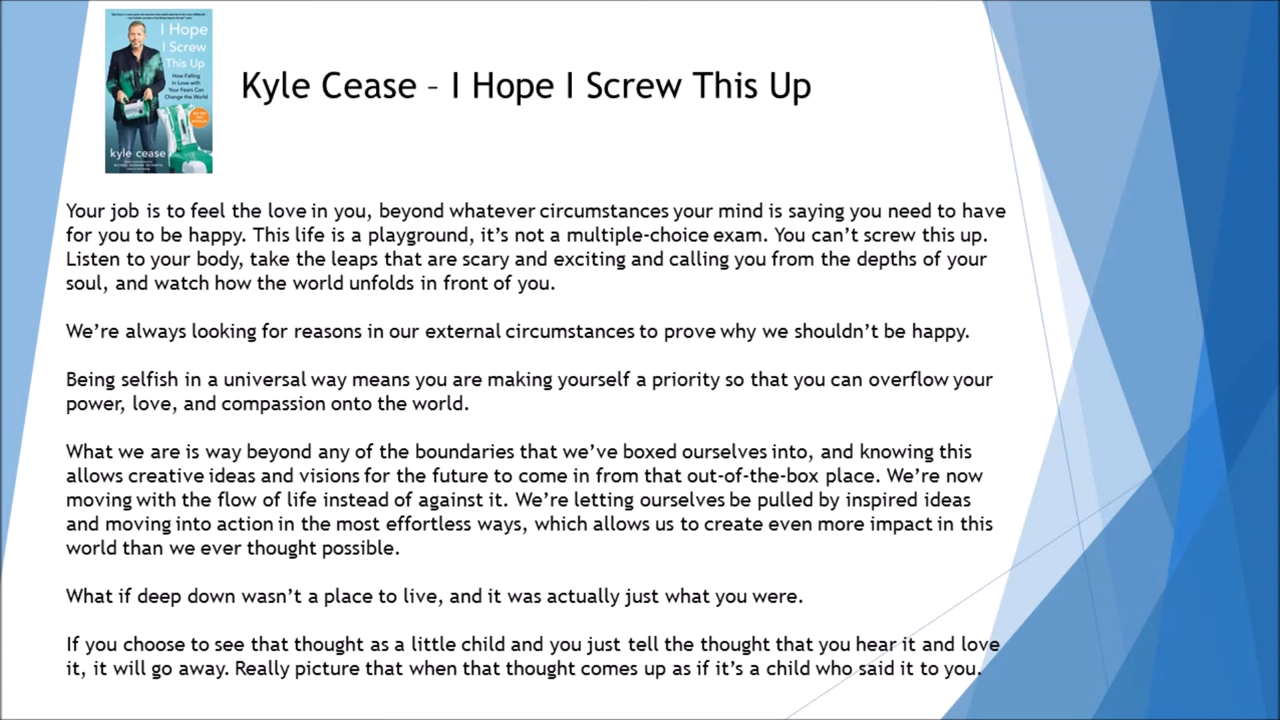 I Hope
I Screw
This Up
How Falling
In Love with
Your Fears Can
Change the World
kyle cease
Kyle Cease – I Hope I Screw This Up
Your job is to feel the love in you, beyond whatever circumstances your mind is saying you need to have
for you to be happy. This life is a playground, it’s not a multiple-choice exam. You can’t screw this up.
Listen to your body, take the leaps that are scary and exciting and calling you from the depths of your
soul, and watch how the world unfolds in front of you.
We’re always looking for reasons in our external circumstances to prove why we shouldn’t be happy.
Being selfish in a universal way means you are making yourself a priority so that you can overflow your
power, love, and compassion onto the world.
What we are is way beyond any of the boundaries that we’ve boxed ourselves into, and knowing this
allows creative ideas and visions for the future to come in from that out-of-the-box place. We’re now
moving with the flow of life instead of against it. We’re letting ourselves be pulled by inspired ideas
and moving into action in the most effortless ways, which allows us to create even more impact in this
world than we ever thought possible.
What if deep down wasn’t a place to live, and it was actually just what you were.
If you choose to see that thought as a little child and you just tell the thought that you hear it and love
it, it will go away. Really picture that when that thought comes up as if it’s a child who said it to you.